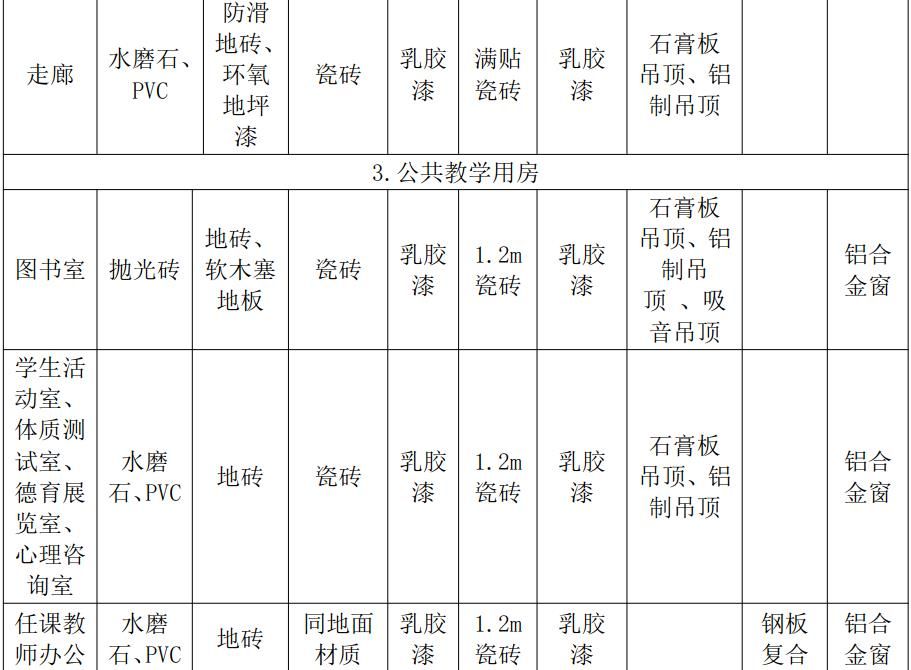 走廊
水磨石、
PVC
防滑
地砖、
环氧
地坪
漆
瓷砖
乳胶
漆
满贴
瓷砖
乳胶
漆
石膏板
吊顶、铝
制吊顶
3.公共教学用房
图书室
抛光砖
地砖、
软木塞
地板
瓷砖
乳胶
漆
1.2m
瓷砖
乳胶
漆
石膏板
吊顶、铝
制吊
顶 、吸
音吊顶
铝合
金窗
学生活
动室、
体质测
试室、
德育展
览室、
心理咨
询室
水磨
石、PVC
地砖
瓷砖
乳胶
漆
1.2m
瓷砖
乳胶
漆
石膏板
吊顶、铝
制吊顶
铝合
金窗
任课教
师办公
水磨
石、PVC
地砖
同地面
材质
乳胶
漆
1.2m
瓷砖
乳胶
漆
钢板
复合
铝合
金窗